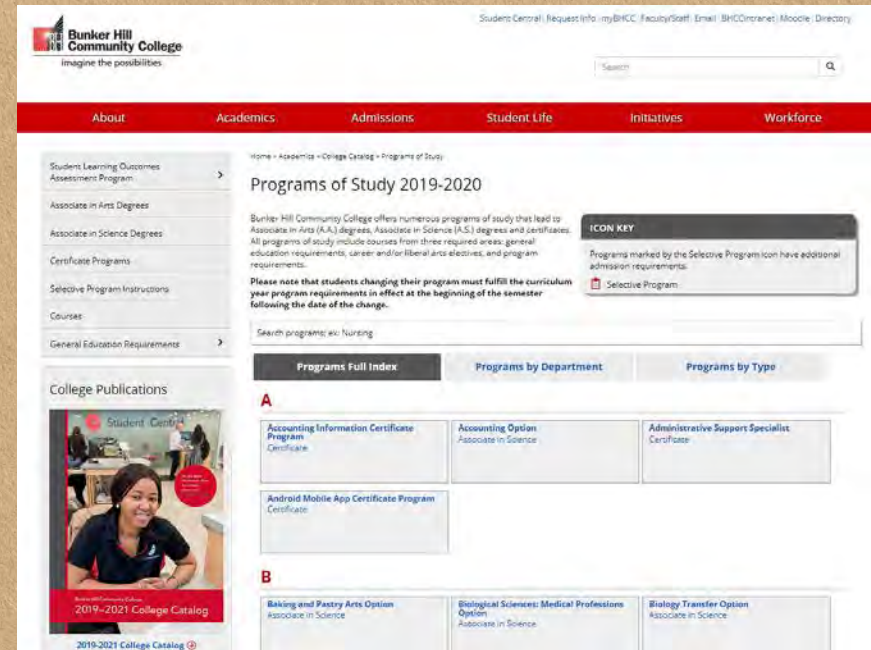 Bunker Hill
Community College
imagine the possibilities
Student Central Request Info myBHCC Faculty/Staff Email BHCCintranet Moodle Directory
Search
About Academics Admissions Student Life Initiatives Workforce
Student Learning Outcomes
Assessment Program
Associate in Arts Degrees
Associate in Science Degrees
Certificate Programs
Selective Program Instructions
Courses
General Education Requirements
College Publications
Student Central
Bunker Hill Community College
2019-2021 College Catalog
2019-2021 College Catalog
Home » Academics » College Catalog » Programs of Study
Programs of Study 2019-2020
Bunker Hill Community College offers numerous programs of study that lead to
Associate in Arts (A.A.) degrees, Associate in Science (A.S.) degrees and certificates.
All programs of study include courses from three required areas: general
education requirements, career and/or liberal arts electives, and program
requirements.
Please note that students changing their program must fulfill the curriculum
year program requirements in effect at the beginning of the semester
following the date of the change.
ICON KEY
Programs marked by the Selective Program icon have additional
admission requirements.
Selective Program
Search programs; ex: Nursing
Programs Full Index Programs by Department Programs by Type
A
Accounting Information Certificate
Program
Certificate
Accounting Option
Associate in Science
Administrative Support Specialist
Certificate
Android Mobile App Certificate Program
Certificate
B
Baking and Pastry Arts Option
Associate in Science
Biological Sciences: Medical Professions
Option
Associate in Science
Biology Transfer Option
Associate in Science